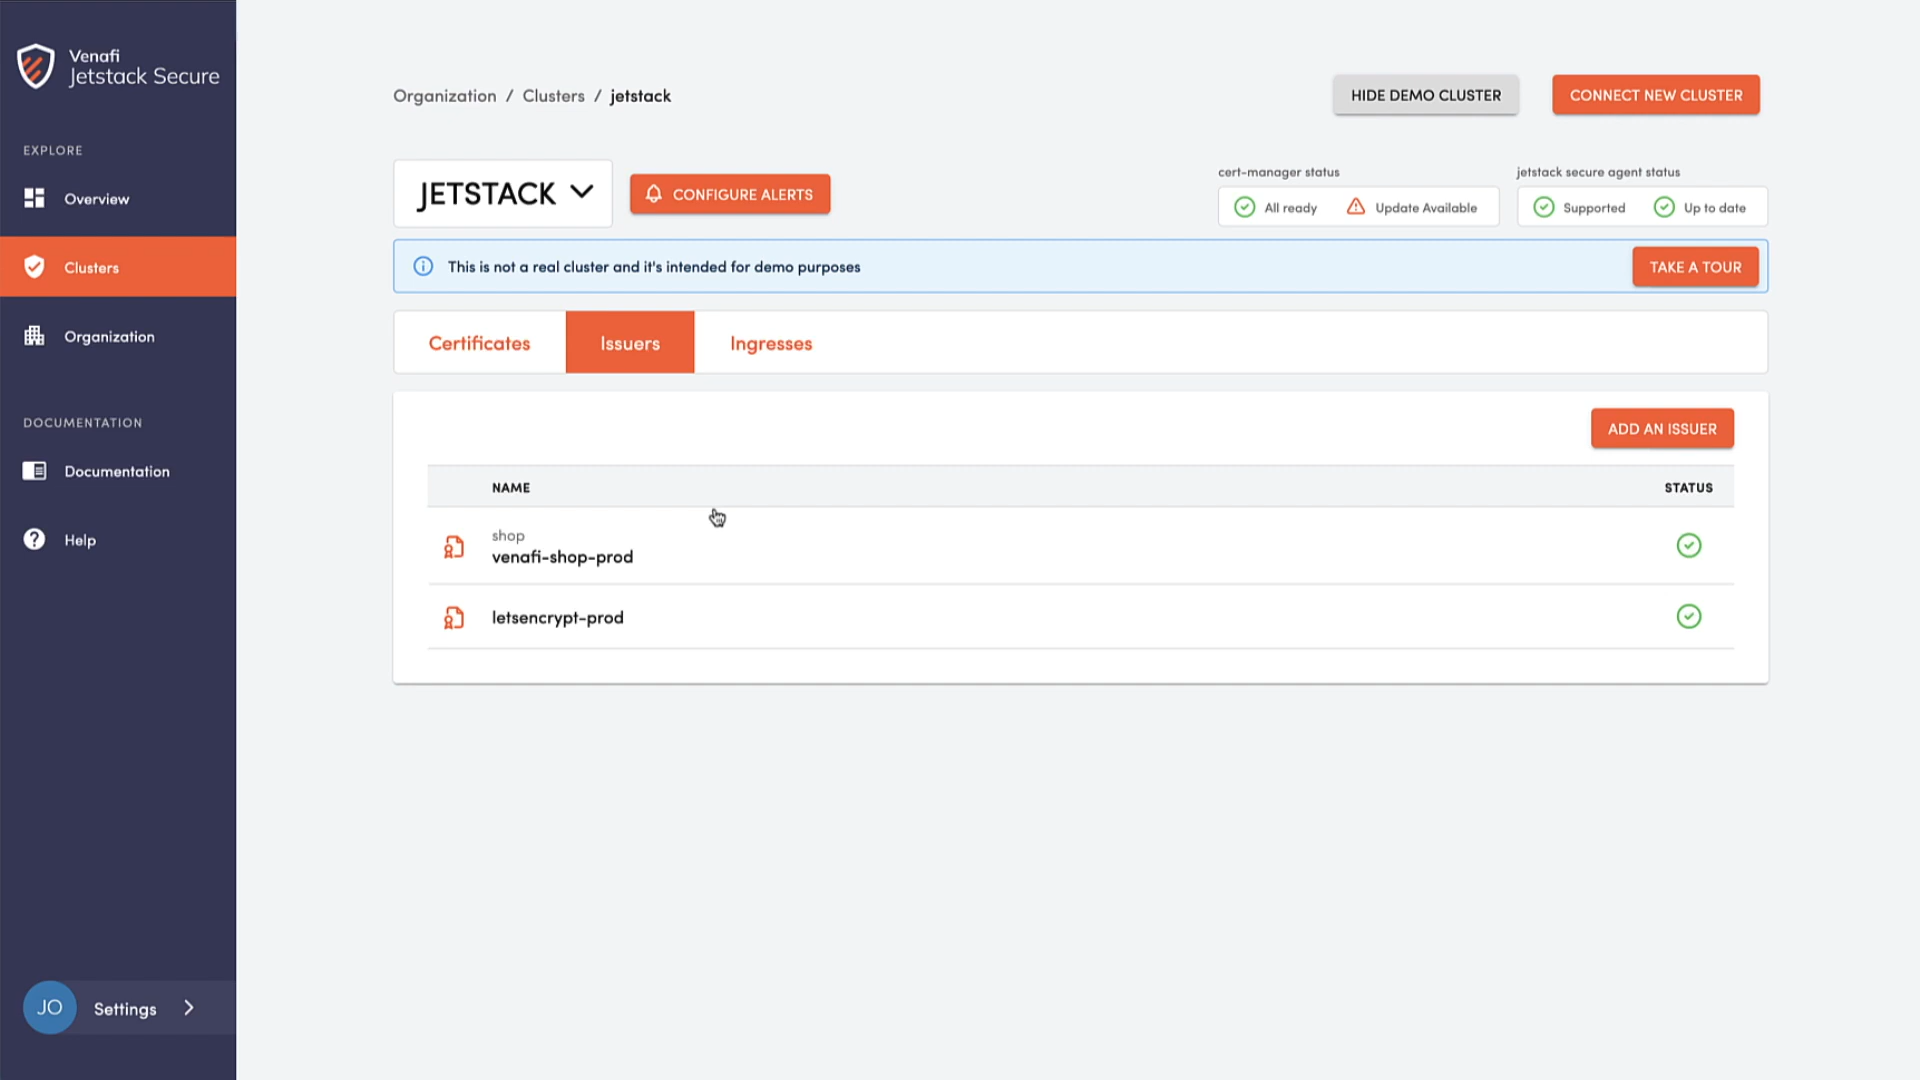 Venafi
Jetstack Secure
EXPLORE
Overview
Clusters
Organization
DOCUMENTATION
Documentation
Help
JO Settings
Organization / Clusters / jetstack
HIDE DEMO CLUSTER
CONNECT NEW CLUSTER
JETSTACK
CONFIGURE ALERTS
cert-manager status
All ready
Update Available
jetstack secure agent status
Supported
Up to date
This is not a real cluster and it's intended for demo purposes
TAKE A TOUR
Certificates
Issuers
Ingresses
ADD AN ISSUER
NAME
STATUS
shop
venafi-shop-prod
letsencrypt-prod